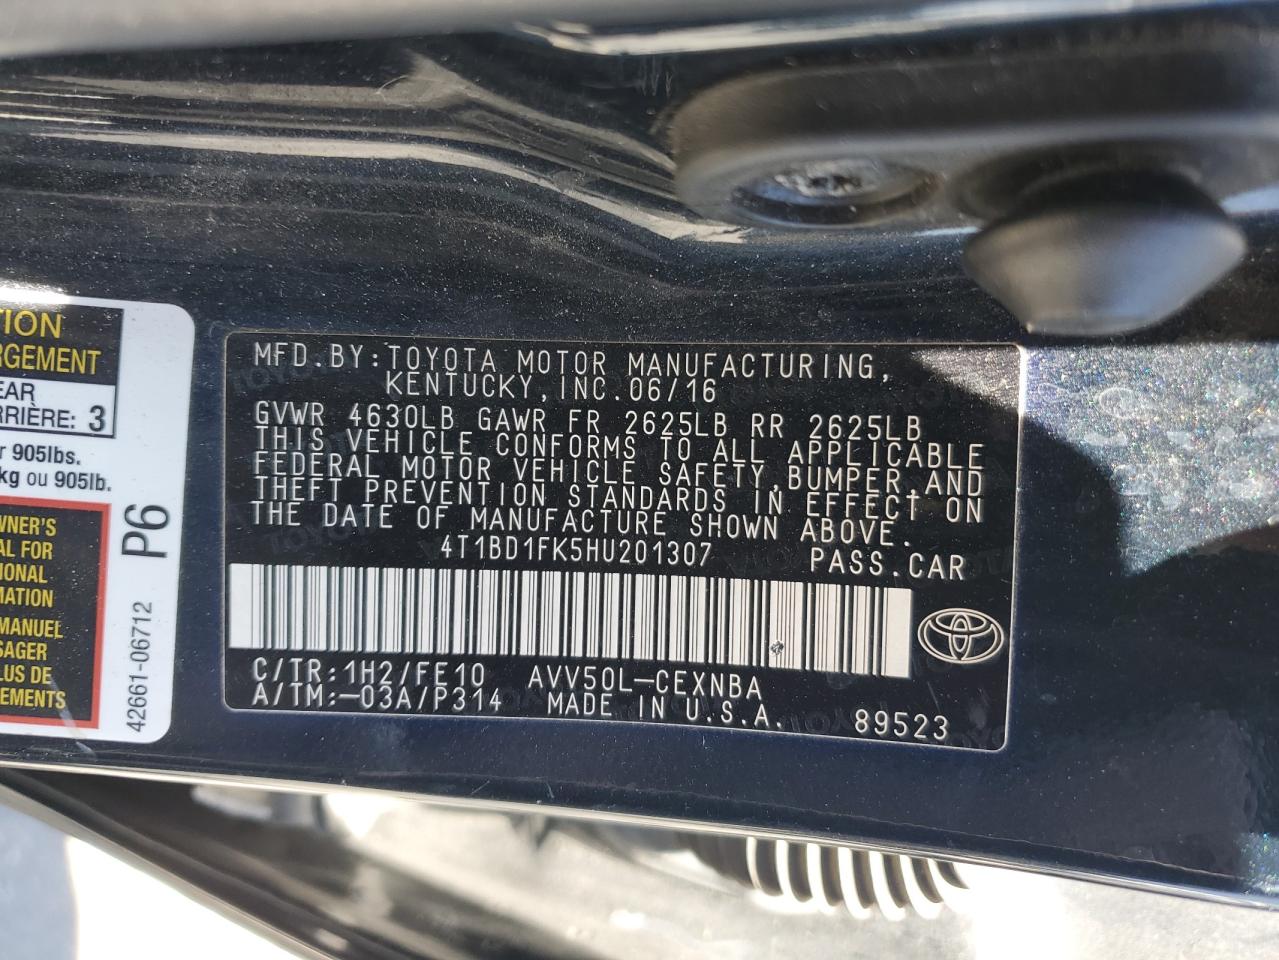 TION
RGEMENT
EAR
RRIÈRE: 3
r 905lbs.
kg ou 905lb.
WNER'S
AL FOR
TIONAL
MATION
MANUEL
SAGER
LUS DE
EMENTS
P6
42661-06712
MFD.BY:TOYOTA MOTOR MANUFACTURING,
KENTUCKY,INC.06/16
GVWR 4630LB GAWR FR 2625LB RR 2625LB
THIS VEHICLE CONFORMS TO ALL APPLICABLE
FEDERAL MOTOR VEHICLE SAFETY,BUMPER,AND
THEFT PREVENTION STANDARDS IN EFFECT ON
THE DATE OF MANUFACTURE SHOWN ABOVE.
4T1BD1FK5HU201307 PASS.CAR
C/TR:1H2/FE10 AVV50L-CEXNBA
A/TM:-03A/P314 MADE IN U.S.A. 89523